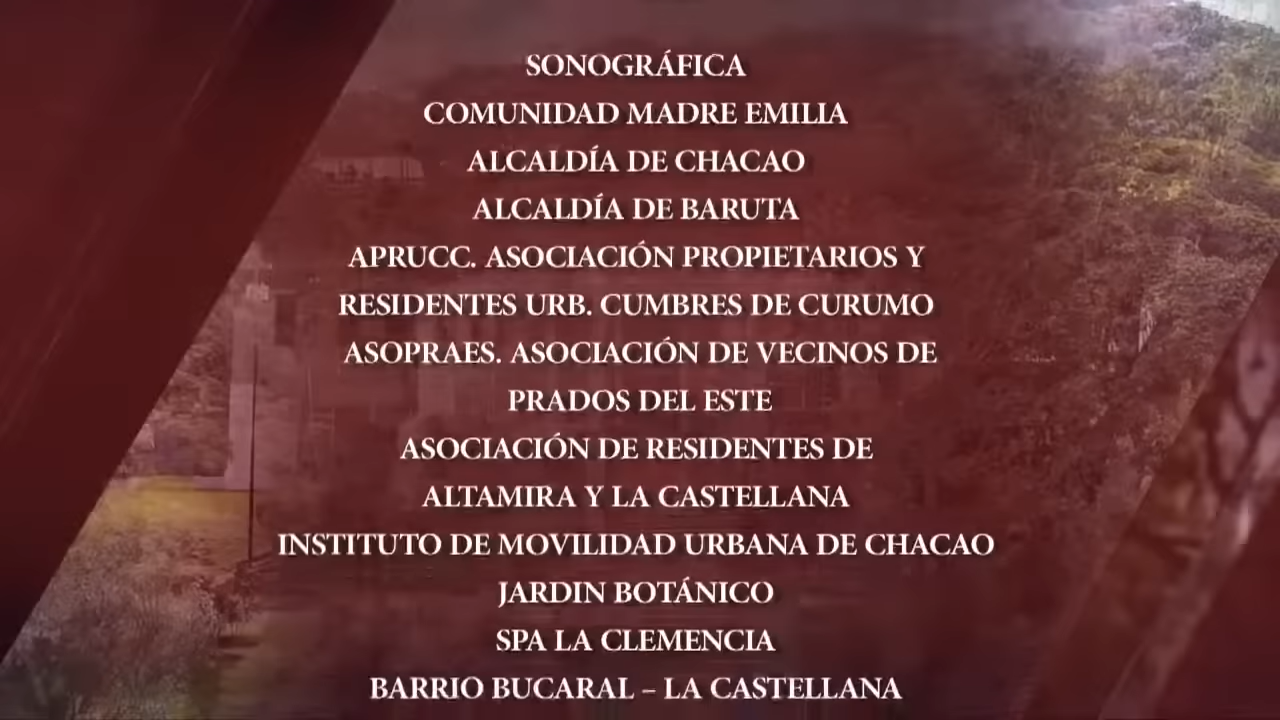 SONOGRÁFICA
COMUNIDAD MADRE EMILIA
ALCALDÍA DE CHACAO
ALCALDÍA DE BARUTA
APRUCC. ASOCIACIÓN PROPIETARIOS Y
RESIDENTES URB. CUMBRES DE CURUMO
ASOPRAES. ASOCIACIÓN DE VECINOS DE
PRADOS DEL ESTE
ASOCIACIÓN DE RESIDENTES DE
ALTAMIRA Y LA CASTELLANA
INSTITUTO DE MOVILIDAD URBANA DE CHACAO
JARDIN BOTÁNICO
SPA LA CLEMENCIA
BARRIO BUCARAL – LA CASTELLANA